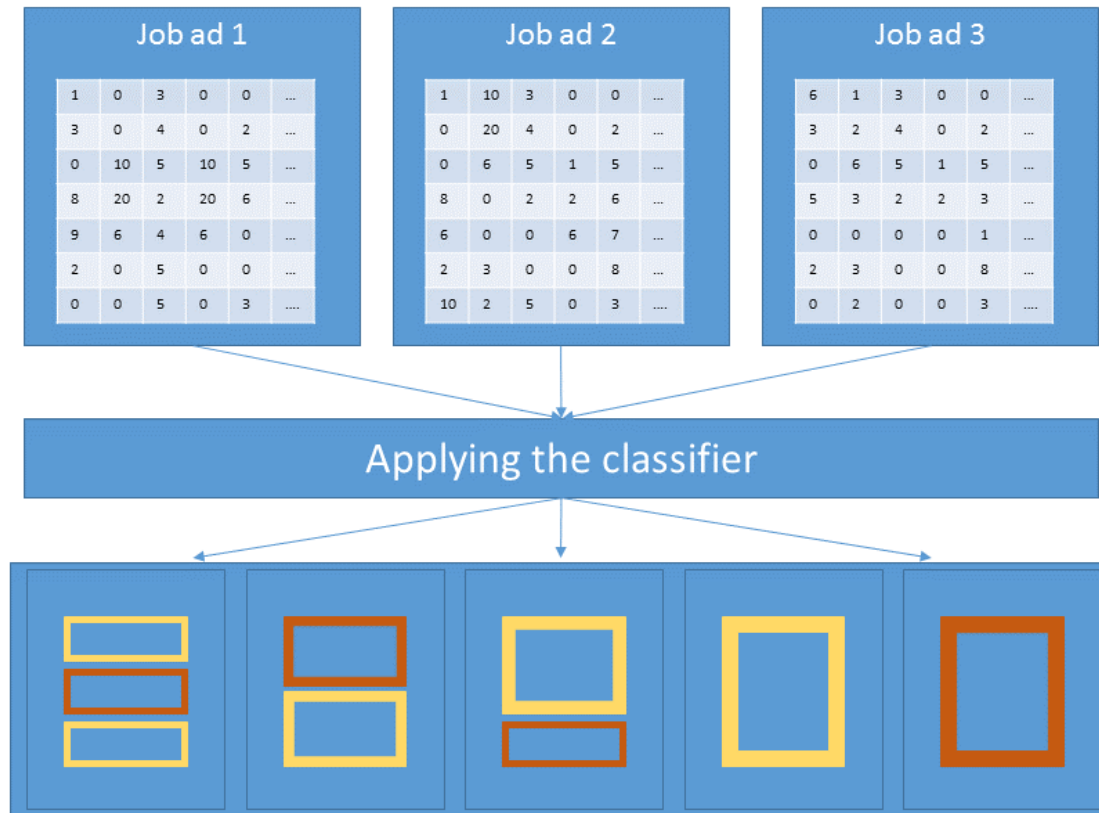 Job ad 1
1 0 3 0 0 ...
3 0 4 0 2 ...
0 10 5 10 5 ...
8 20 2 20 6 ...
9 6 4 6 0 ...
2 0 5 0 0 ...
0 0 5 0 3 ....
Job ad 2
1 10 3 0 0 ...
0 20 4 0 2 ...
0 6 5 1 5 ...
8 0 2 2 6 ...
6 0 0 6 7 ...
2 3 0 0 8 ...
10 2 5 0 3 ....
Job ad 3
6 1 3 0 0 ...
3 2 4 0 2 ...
0 6 5 1 5 ...
5 3 2 2 3 ...
0 0 0 0 1 ...
2 3 0 0 8 ...
0 2 0 0 3 ....
Applying the classifier